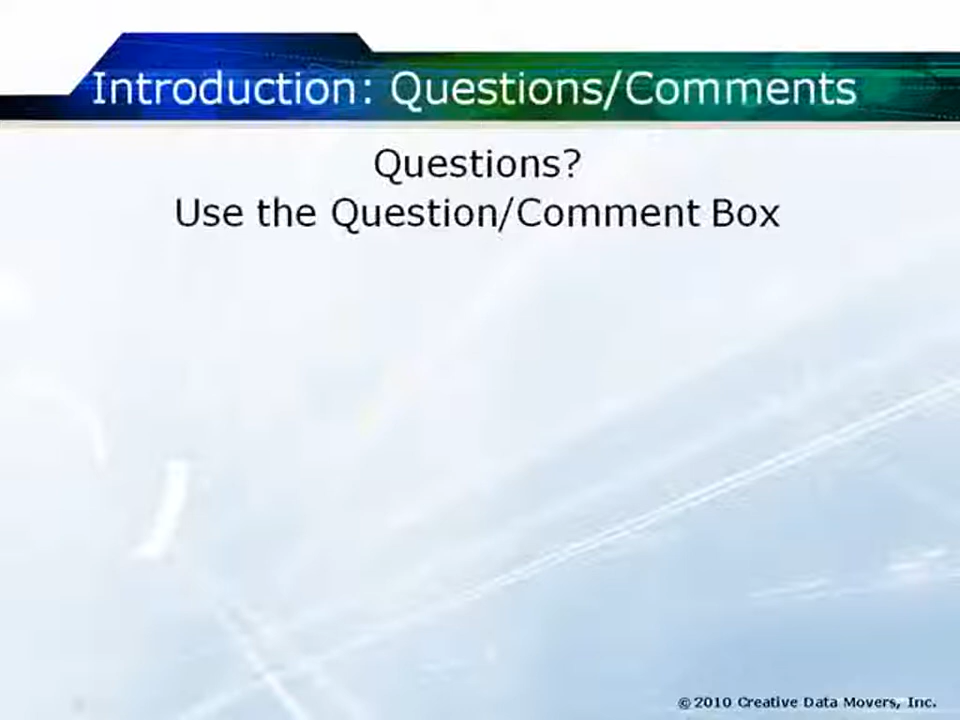 Introduction: Questions/Comments
Questions?
Use the Question/Comment Box
© 2010 Creative Data Movers, Inc.